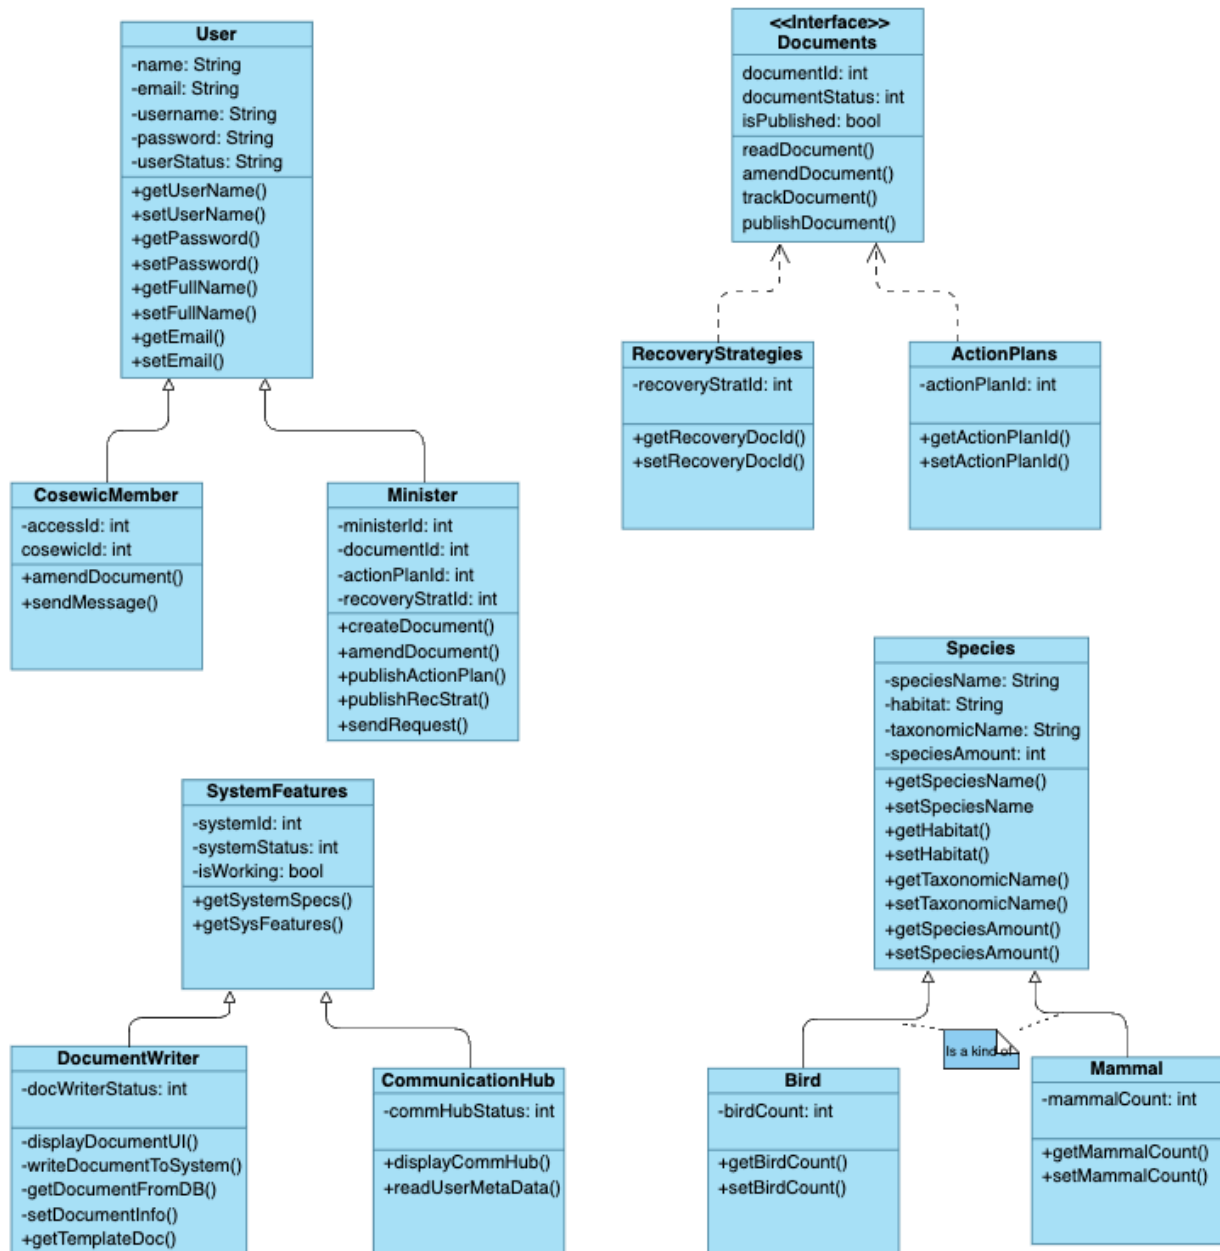 User
-name: String
-email: String
-username: String
-password: String
-userStatus: String
+getUserName()
+setUserName()
+getPassword()
+setPassword()
+getFullName()
+setFullName()
+getEmail()
+setEmail()
<<Interface>>
Documents
documentId: int
documentStatus: int
isPublished: bool
readDocument()
amendDocument()
trackDocument()
publishDocument()
RecoveryStrategies
-recoveryStratId: int
+getRecoveryDocId()
+setRecoveryDocId()
ActionPlans
-actionPlanId: int
+getActionPlanId()
+setActionPlanId()
CosewicMember
-accessId: int
cosewicId: int
+amendDocument()
+sendMessage()
Minister
-ministerId: int
-documentId: int
-actionPlanId: int
-recoveryStratId: int
+createDocument()
+amendDocument()
+publishActionPlan()
+publishRecStrat()
+sendRequest()
Species
-speciesName: String
-habitat: String
-taxonomicName: String
-speciesAmount: int
+getSpeciesName()
+setSpeciesName
+getHabitat()
+setHabitat()
+getTaxonomicName()
+setTaxonomicName()
+getSpeciesAmount()
+setSpeciesAmount()
SystemFeatures
-systemId: int
-systemStatus: int
-isWorking: bool
+getSystemSpecs()
+getSysFeatures()
DocumentWriter
-docWriterStatus: int
-displayDocumentUI()
-writeDocumentToSystem()
-getDocumentFromDB()
-setDocumentInfo()
+getTemplateDoc()
CommunicationHub
-commHubStatus: int
+displayCommHub()
+readUserMetaData()
Is a kind of
Bird
-birdCount: int
+getBirdCount()
+setBirdCount()
Mammal
-mammalCount: int
+getMammalCount()
+setMammalCount()